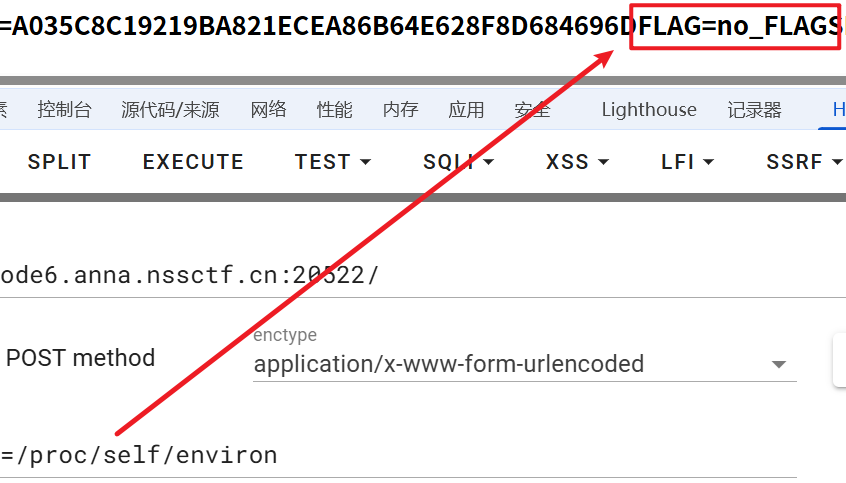 =A035C8C19219BA821ECEA86B64E628F8D684696DFLAG=no_FLAGS
素 控制台 源代码/来源 网络 性能 内存 应用 安全 Lighthouse 记录器 H
SPLIT EXECUTE TEST SQLI XSS LFI SSRF
ode6.anna.nssctf.cn:20522/
enctype
POST method application/x-www-form-urlencoded
=/proc/self/environ